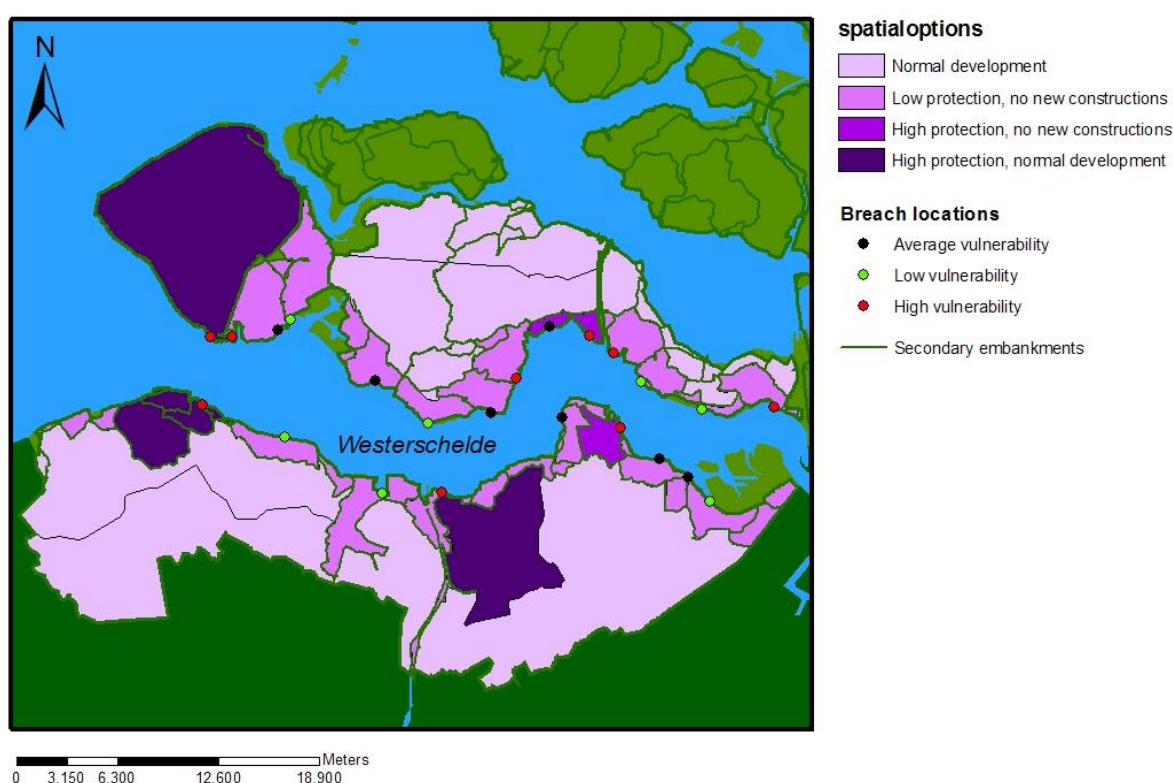 N
Westerschelde
spatialoptions
Normal development
Low protection, no new constructions
High protection, no new constructions
High protection, normal development
Breach locations
Average vulnerability
Low vulnerability
High vulnerability
Secondary embankments
Meters
0 3.150 6.300 12.600 18.900